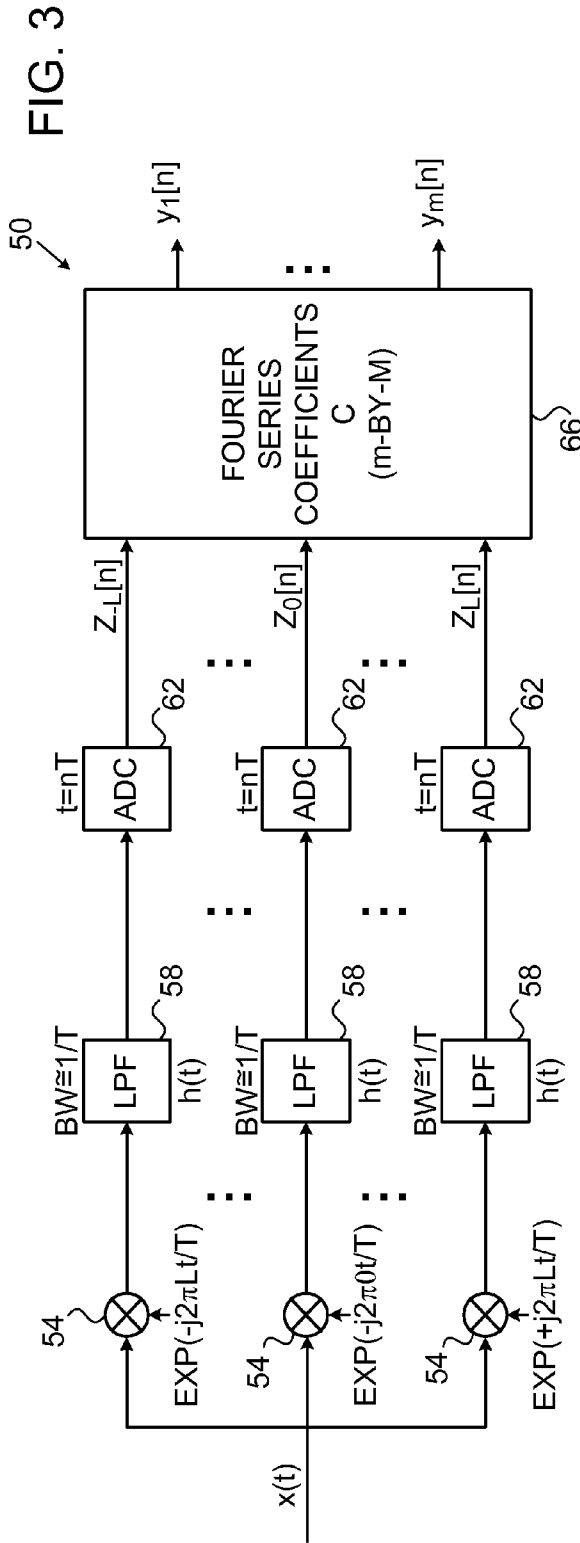 FIG. 3
50
x(t)
54
EXP(-j2πLt/T)
BW≅1/T
LPF
h(t)
58
t=nT
ADC
62
Z-L[n]
54
EXP(-j2π0t/T)
BW≅1/T
LPF
h(t)
58
t=nT
ADC
62
Z0[n]
54
EXP(+j2πLt/T)
BW≅1/T
LPF
h(t)
58
t=nT
ADC
62
ZL[n]
FOURIER
SERIES
COEFFICIENTS
C
(m-BY-M)
66
y1[n]
ym[n]